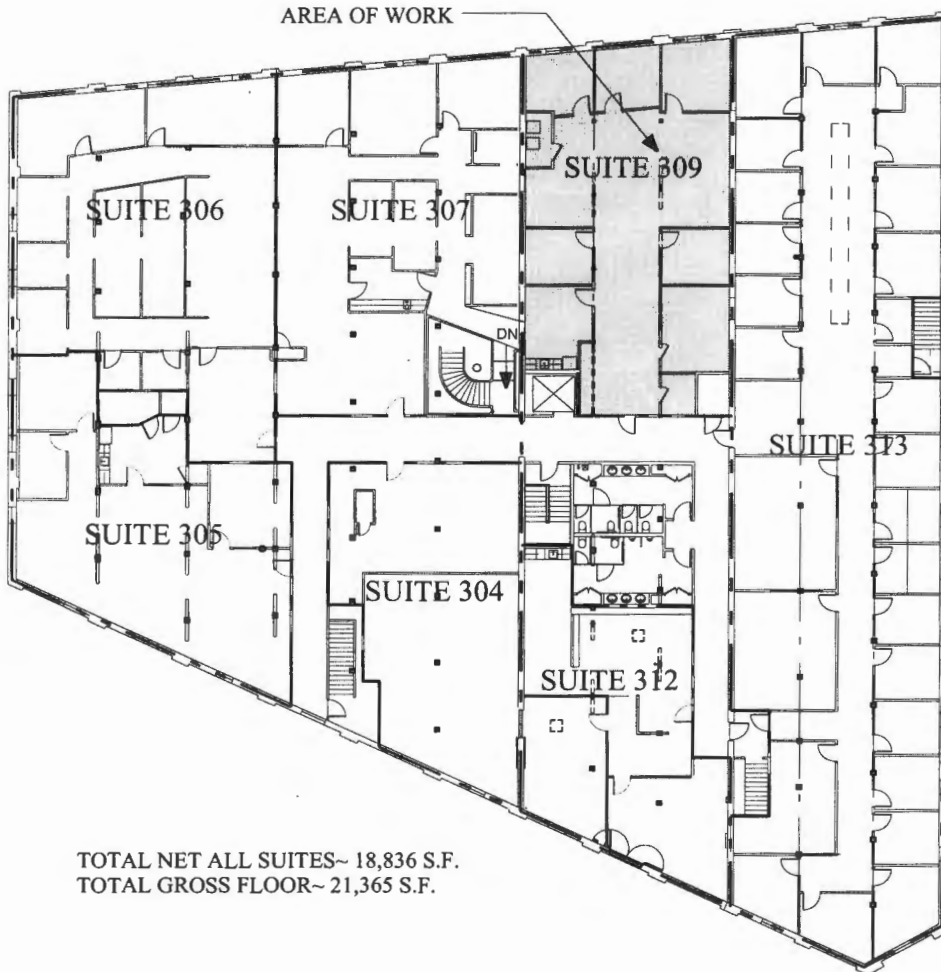 AREA OF WORK
SUITE 309
SUITE 306
SUITE 307
DN
SUITE 313
SUITE 305
SUITE 304
SUITE 312
TOTAL NET ALL SUITES~ 18,836 S.F.
TOTAL GROSS FLOOR~ 21,365 S.F.